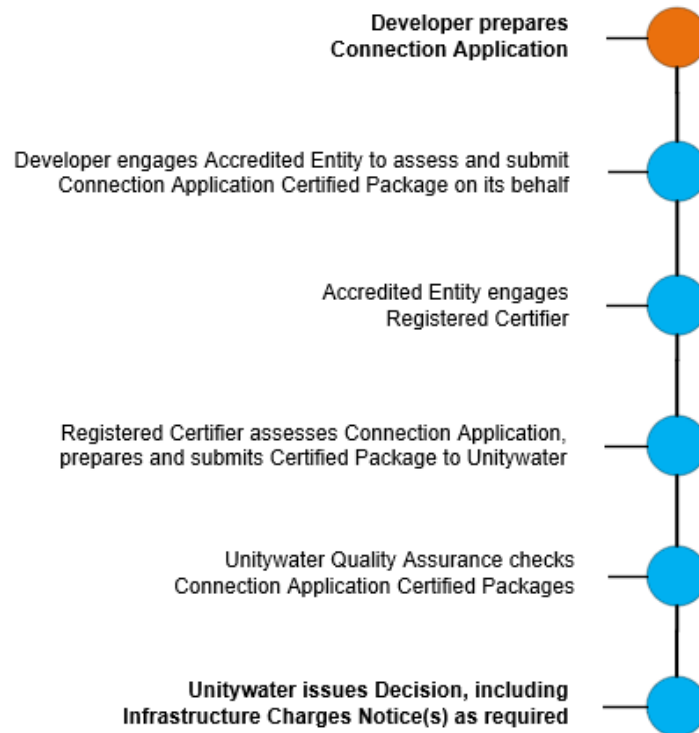 Developer prepares
Connection Application
Developer engages Accredited Entity to assess and submit
Connection Application Certified Package on its behalf
Accredited Entity engages
Registered Certifier
Registered Certifier assesses Connection Application,
prepares and submits Certified Package to Unitywater
Unitywater Quality Assurance checks
Connection Application Certified Packages
Unitywater issues Decision, including
Infrastructure Charges Notice(s) as required